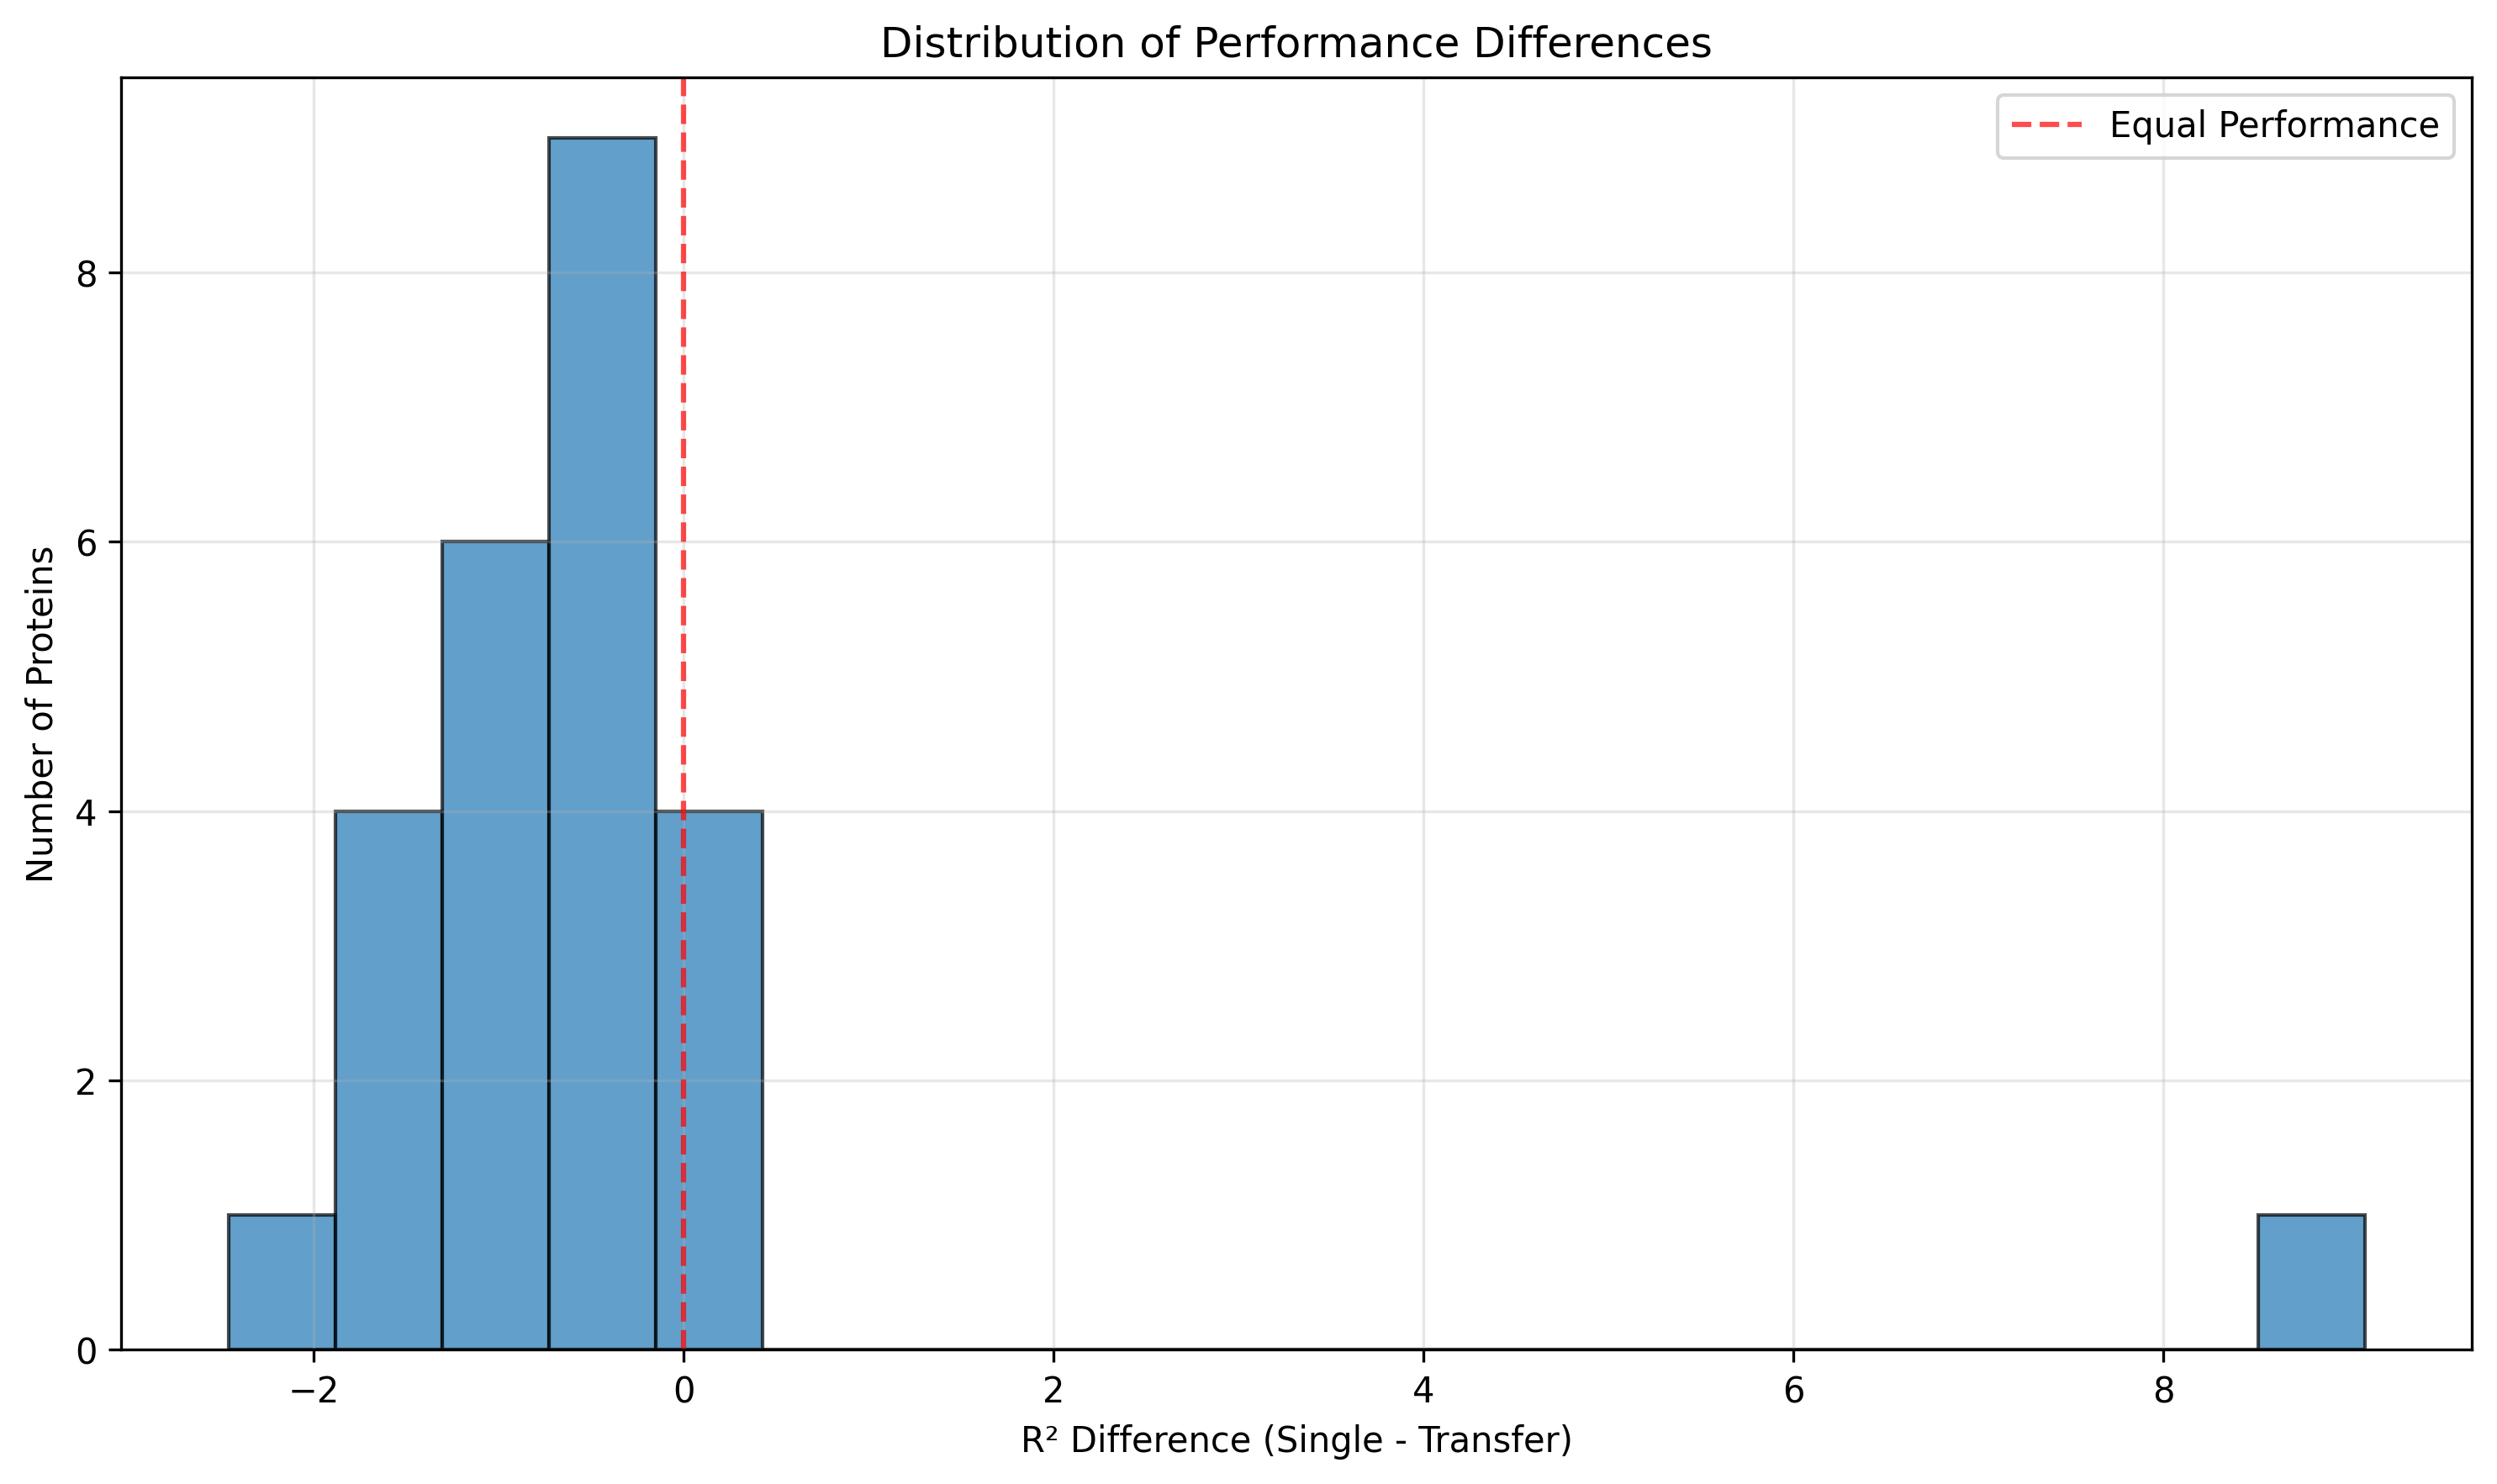 Distribution of Performance Differences
Equal Performance
Number of Proteins
8
6
4
2
0
−2 0 2 4 6 8
R² Difference (Single - Transfer)